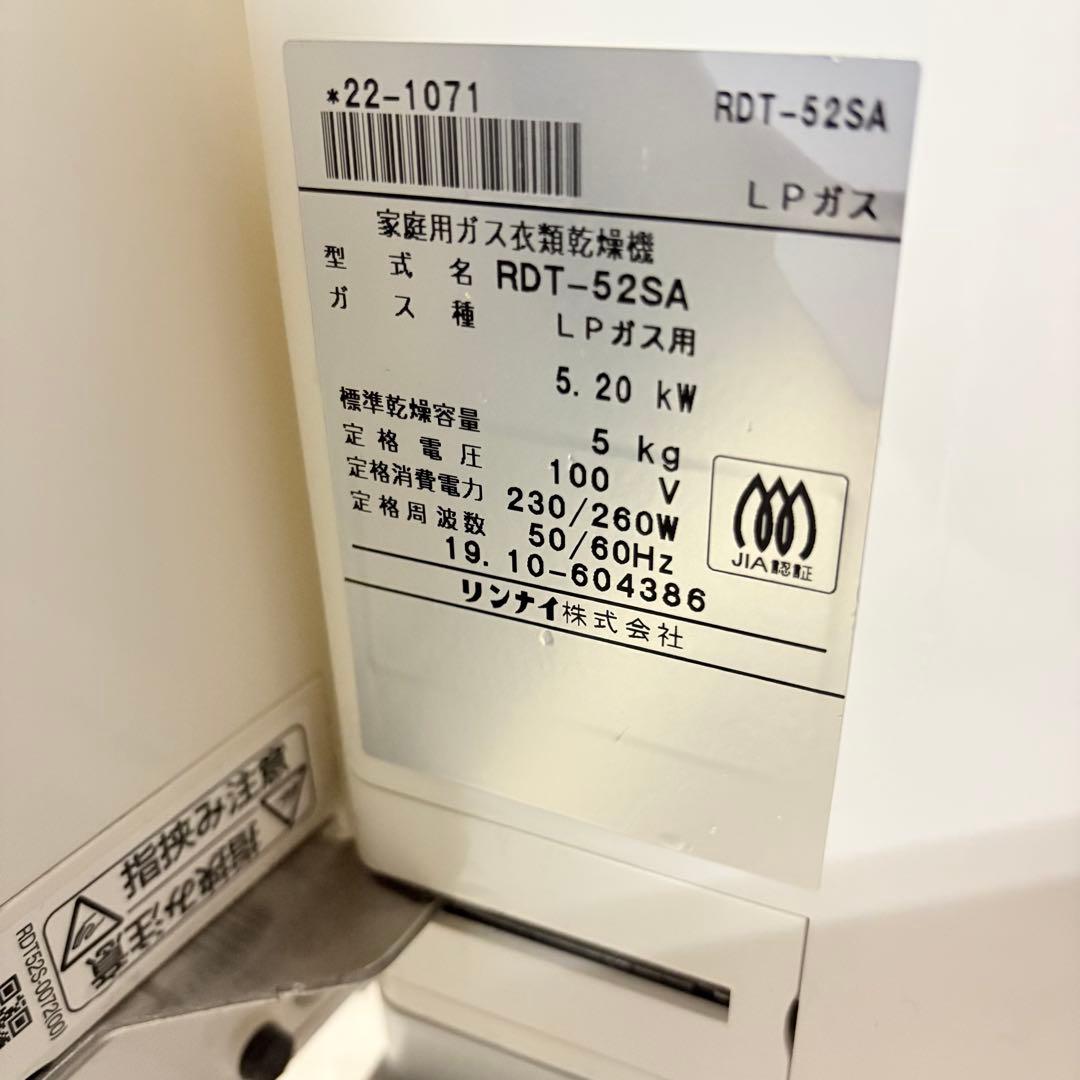 *22-1071
RDT-52SA
LPガス
家庭用ガス衣類乾燥機
型式名 RDT-52SA
ガス種 LPガス用
5.20 kW
標準乾燥容量 5 kg
定格電圧 100 V
定格消費電力 230/260W
定格周波数 50/60Hz
19.10-604386
リンナイ株式会社
JIA認証
指挟み注意
指挟み注意
RDT52S-0072(00)